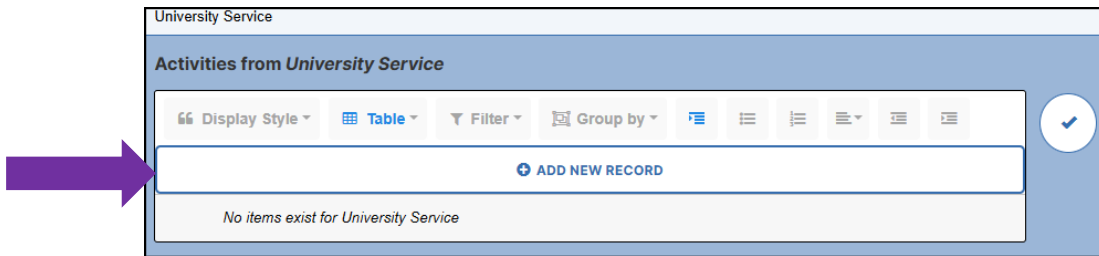 University Service
Activities from University Service
Display Style Table Filter Group by
ADD NEW RECORD
No items exist for University Service